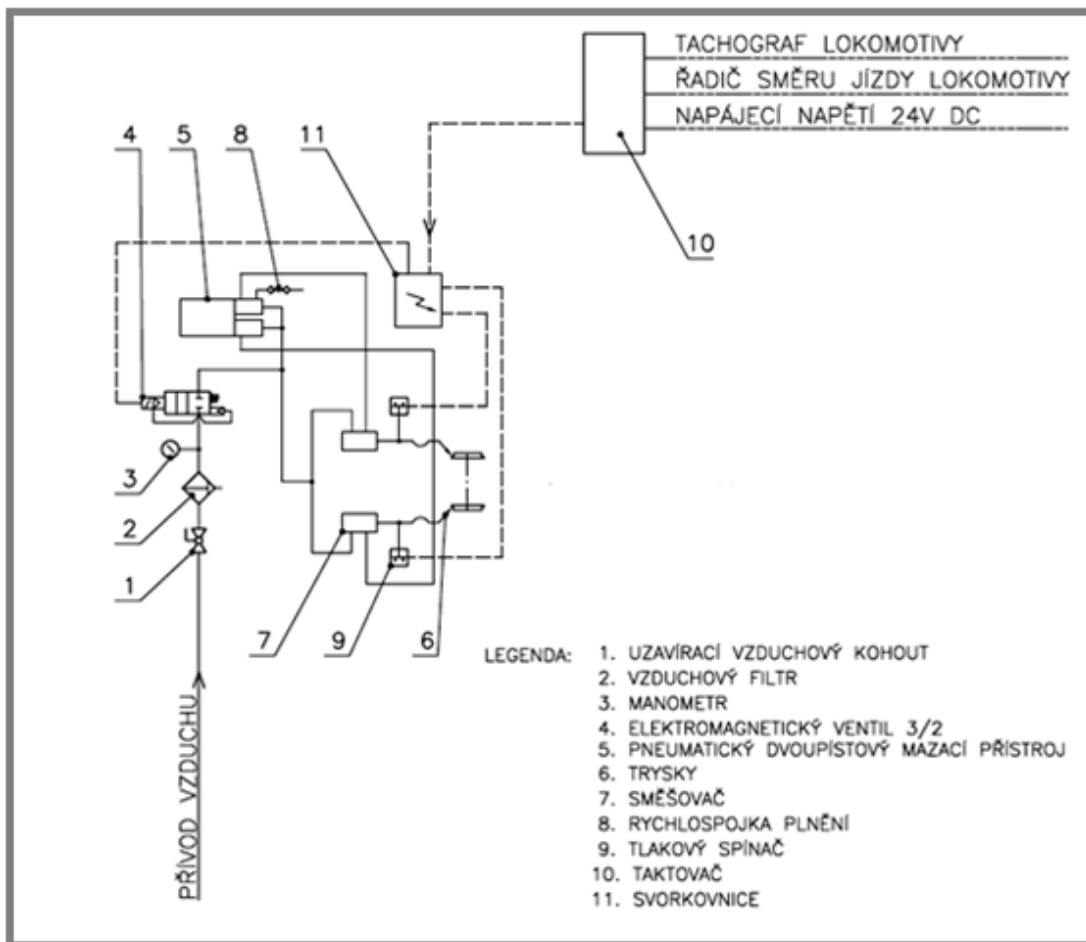 TACHOGRAF LOKOMOTIVY
ŘADIČ SMĚRU JÍZDY LOKOMOTIVY
NAPÁJECÍ NAPĚTÍ 24V DC
4
5
8
11
10
3
2
1
7
9
6
PŘÍVOD VZDUCHU
LEGENDA:
1. UZAVÍRACÍ VZDUCHOVÝ KOHOUT
2. VZDUCHOVÝ FILTR
3. MANOMETR
4. ELEKTROMAGNETICKÝ VENTIL 3/2
5. PNEUMATICKÝ DVOUPÍSTOVÝ MAZACÍ PŘÍSTROJ
6. TRYSKY
7. SMĚŠOVAČ
8. RYCHLOSPOJKA PLNĚNÍ
9. TLAKOVÝ SPÍNAČ
10. TAKTOVAČ
11. SVORKOVNICE